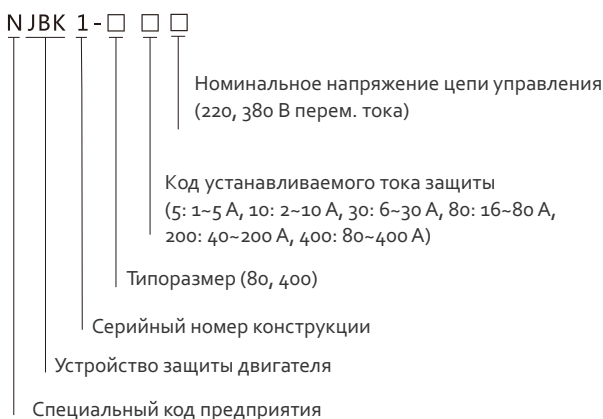 NJBK 1-□ □ □
Номинальное напряжение цепи управления
(220, 380 В перем. тока)
Код устанавливаемого тока защиты
(5: 1~5 А, 10: 2~10 А, 30: 6~30 А, 80: 16~80 А,
200: 40~200 А, 400: 80~400 А)
Типоразмер (80, 400)
Серийный номер конструкции
Устройство защиты двигателя
Специальный код предприятия